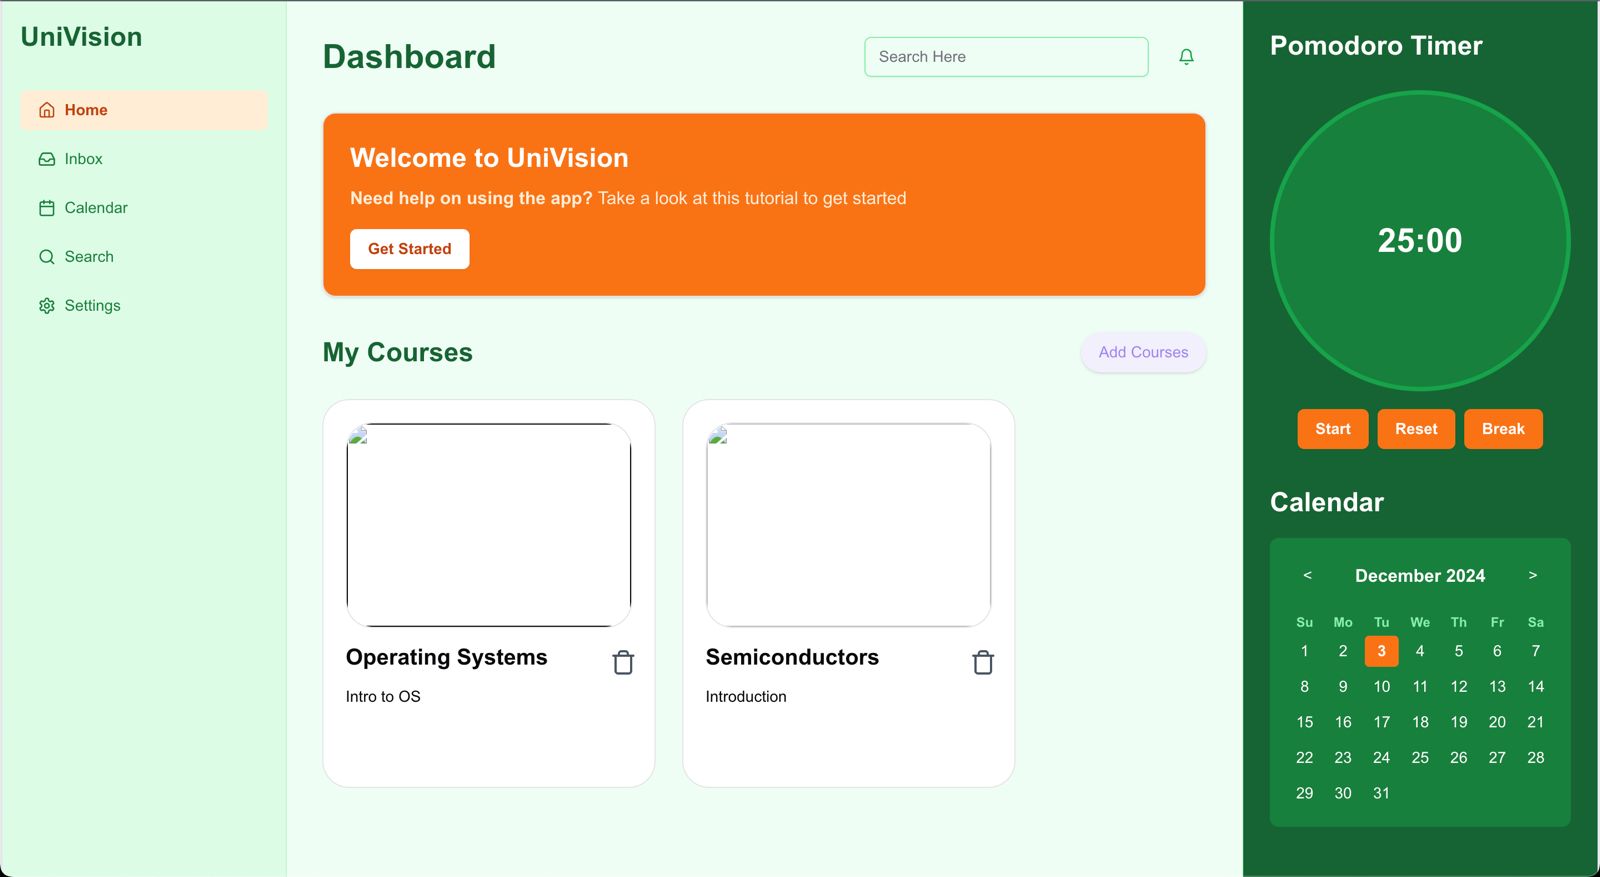 UniVision
Home
Inbox
Calendar
Search
Settings
Dashboard
Search Here
Welcome to UniVision
Need help on using the app? Take a look at this tutorial to get started
Get Started
My Courses
Add Courses
Operating Systems
Intro to OS
Semiconductors
Introduction
Pomodoro Timer
25:00
Start Reset Break
Calendar
< December 2024 >
Su Mo Tu We Th Fr Sa
1 2 3 4 5 6 7
8 9 10 11 12 13 14
15 16 17 18 19 20 21
22 23 24 25 26 27 28
29 30 31